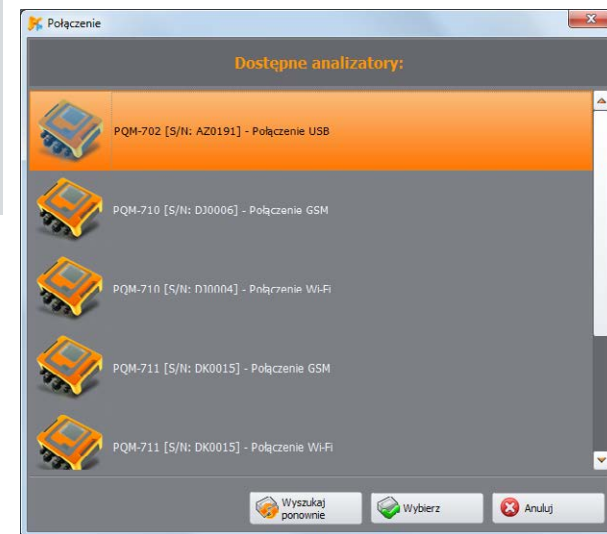 Połączenie
Dostępne analizatory:
PQM-702 [S/N: AZ0191] - Połączenie USB
PQM-710 [S/N: DJ0006] - Połączenie GSM
PQM-710 [S/N: DJ0004] - Połączenie Wi-Fi
PQM-711 [S/N: DK0015] - Połączenie GSM
PQM-711 [S/N: DK0015] - Połączenie Wi-Fi
Wyszukaj
ponownie
Wybierz
Anuluj